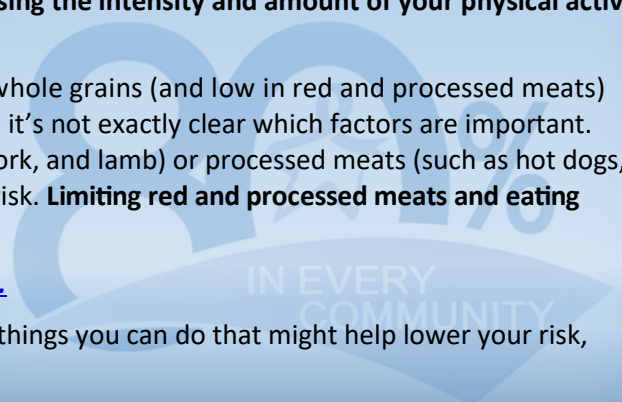 sing the intensity and amount of your physical activ
whole grains (and low in red and processed meats)
it's not exactly clear which factors are important.
ork, and lamb) or processed meats (such as hot dogs,
risk. Limiting red and processed meats and eating
things you can do that might help lower your risk,
80%
IN EVERY
COMMUNITY